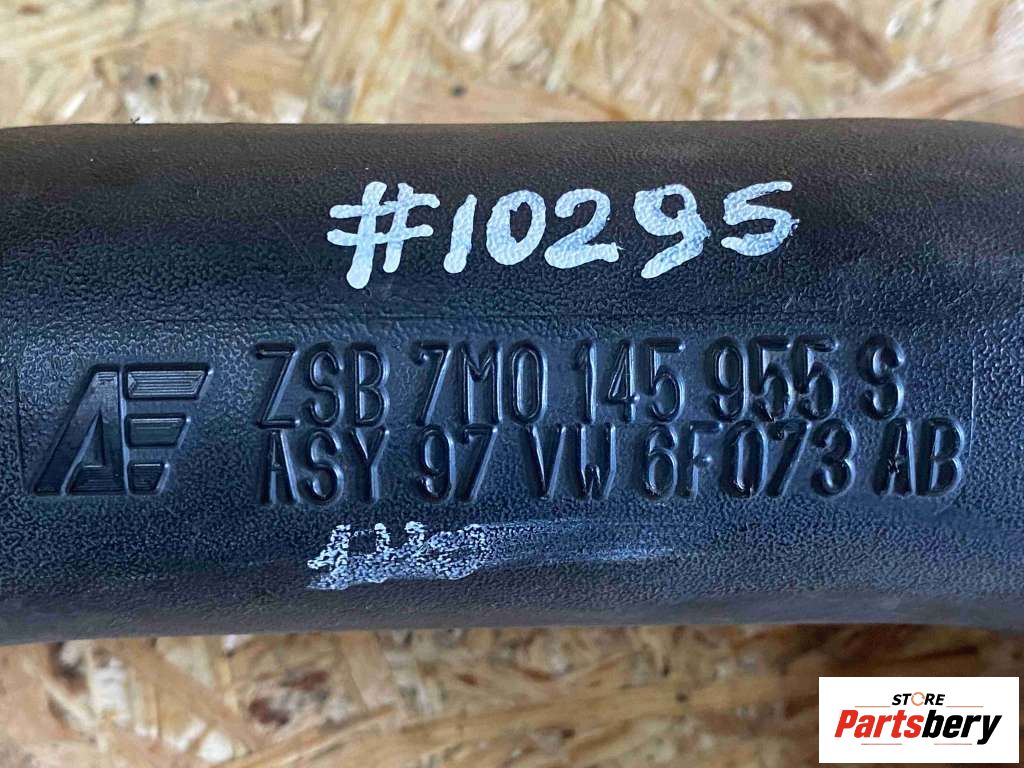 #10295
ZSB 7M0 145 955 S
ASY 97 VW 6F073 AB
STORE
Partsbery